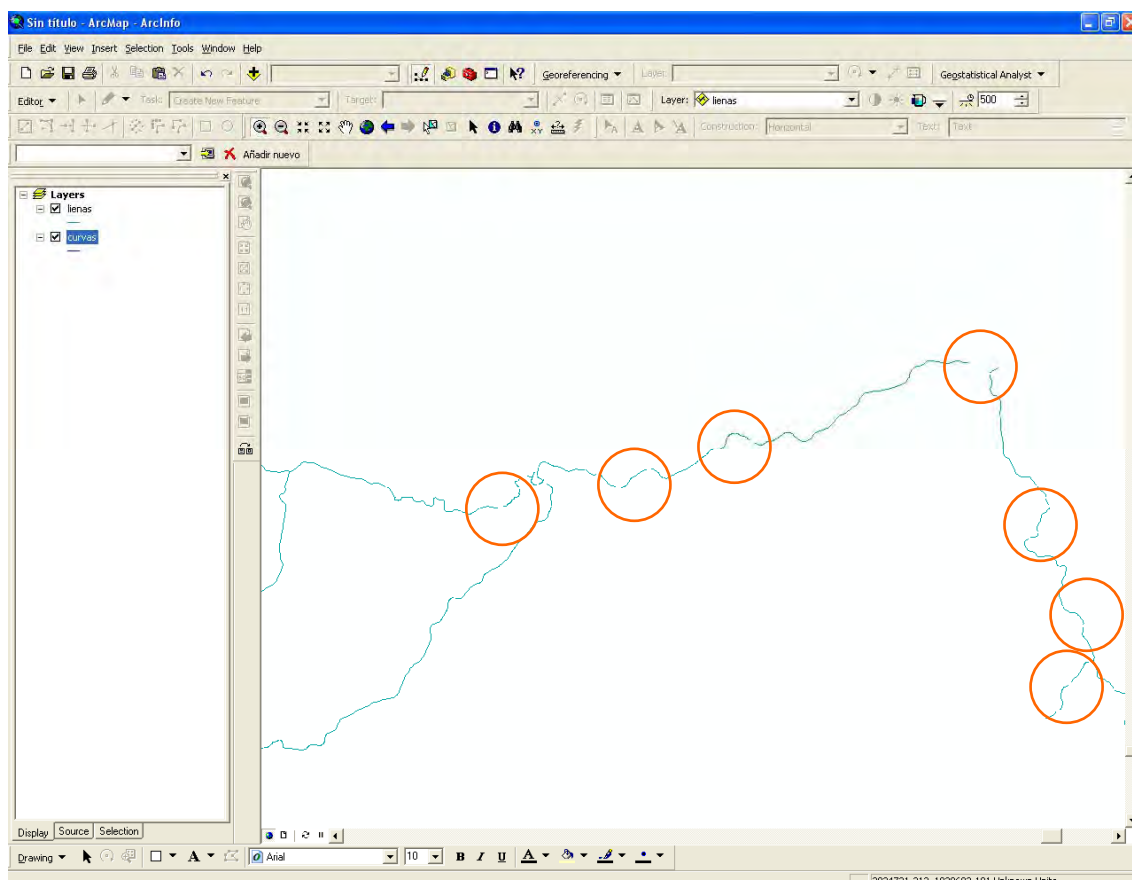 Sin título - ArcMap - ArcInfo
File Edit View Insert Selection Tools Window Help
Georeferencing Layer: Geostatistical Analyst
Editor Task: Create New Feature Target: Layer: lienas 500
Construction: Horizontal Text: Text
Añadir nuevo
Layers
lienas
curvas
Display Source Selection
Drawing A Arial 10 B I U A